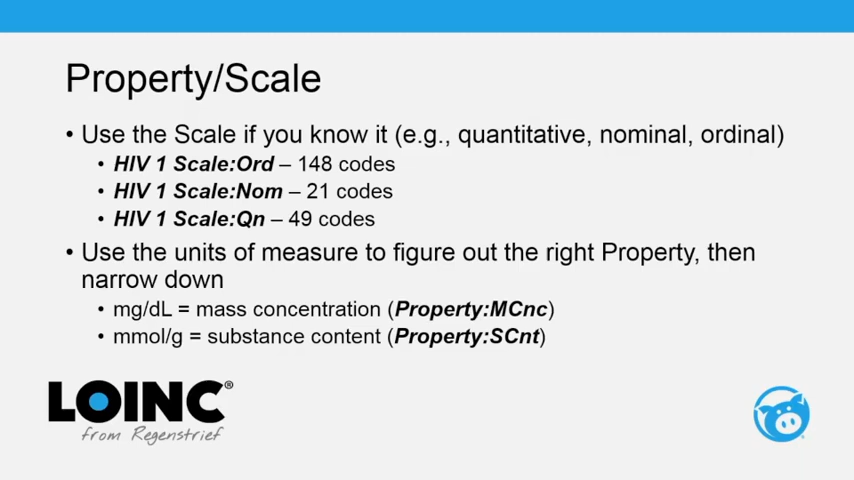 Property/Scale
• Use the Scale if you know it (e.g., quantitative, nominal, ordinal)
• HIV 1 Scale:Ord – 148 codes
• HIV 1 Scale:Nom – 21 codes
• HIV 1 Scale:Qn – 49 codes
• Use the units of measure to figure out the right Property, then
narrow down
• mg/dL = mass concentration (Property:MCnc)
• mmol/g = substance content (Property:SCnt)
LOINC®
from Regenstrief